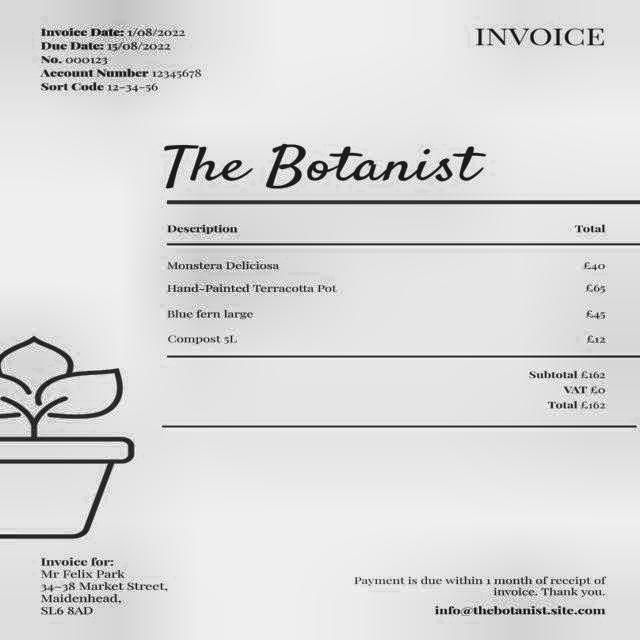 Invoice Date: 1/08/2022
Due Date: 15/08/2022
No. 000123
Account Number 12345678
Sort Code 12-34-56
INVOICE
The Botanist
Description Total
Monstera Deliciosa £40
Hand-Painted Terracotta Pot £65
Blue fern large £45
Compost 5L £12
Subtotal £162
VAT £0
Total £162
Invoice for:
Mr Felix Park
34-38 Market Street,
Maidenhead,
SL6 8AD
Payment is due within 1 month of receipt of
invoice. Thank you.
info@thebotanist.site.com